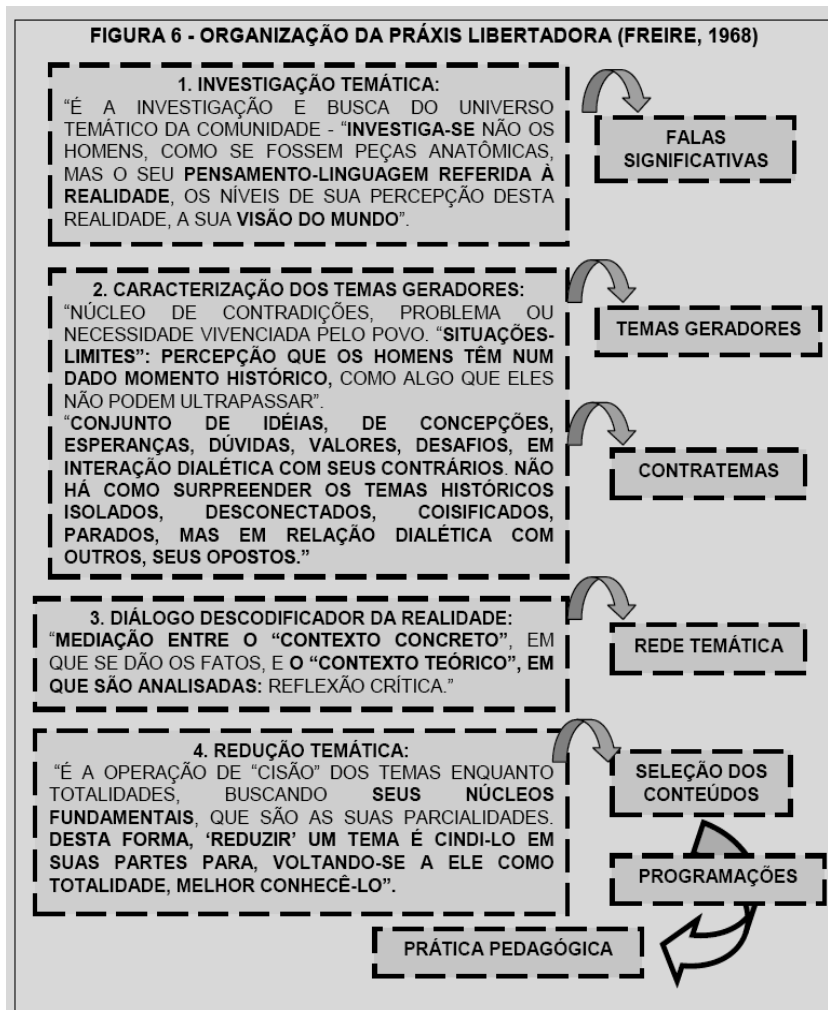 FIGURA 6 - ORGANIZAÇÃO DA PRÁXIS LIBERTADORA (FREIRE, 1968)
1. INVESTIGAÇÃO TEMÁTICA:
“É A INVESTIGAÇÃO E BUSCA DO UNIVERSO
TEMÁTICO DA COMUNIDADE - “INVESTIGA-SE NÃO OS
HOMENS, COMO SE FOSSEM PEÇAS ANATÔMICAS,
MAS O SEU PENSAMENTO-LINGUAGEM REFERIDA À
REALIDADE, OS NÍVEIS DE SUA PERCEPÇÃO DESTA
REALIDADE, A SUA VISÃO DO MUNDO”.
FALAS
SIGNIFICATIVAS
2. CARACTERIZAÇÃO DOS TEMAS GERADORES:
“NÚCLEO DE CONTRADIÇÕES, PROBLEMA OU
NECESSIDADE VIVENCIADA PELO POVO. “SITUAÇÕES-
LIMITES”: PERCEPÇÃO QUE OS HOMENS TÊM NUM
DADO MOMENTO HISTÓRICO, COMO ALGO QUE ELES
NÃO PODEM ULTRAPASSAR”.
“CONJUNTO DE IDÉIAS, DE CONCEPÇÕES,
ESPERANÇAS, DÚVIDAS, VALORES, DESAFIOS, EM
INTERAÇÃO DIALÉTICA COM SEUS CONTRÁRIOS. NÃO
HÁ COMO SURPREENDER OS TEMAS HISTÓRICOS
ISOLADOS, DESCONECTADOS, COISIFICADOS,
PARADOS, MAS EM RELAÇÃO DIALÉTICA COM
OUTROS, SEUS OPOSTOS.”
TEMAS GERADORES
CONTRATEMAS
3. DIÁLOGO DESCODIFICADOR DA REALIDADE:
“MEDIAÇÃO ENTRE O “CONTEXTO CONCRETO”, EM
QUE SE DÃO OS FATOS, E O “CONTEXTO TEÓRICO”, EM
QUE SÃO ANALISADAS: REFLEXÃO CRÍTICA.”
REDE TEMÁTICA
4. REDUÇÃO TEMÁTICA:
“É A OPERAÇÃO DE “CISÃO” DOS TEMAS ENQUANTO
TOTALIDADES, BUSCANDO SEUS NÚCLEOS
FUNDAMENTAIS, QUE SÃO AS SUAS PARCIALIDADES.
DESTA FORMA, ‘REDUZIR’ UM TEMA É CINDI-LO EM
SUAS PARTES PARA, VOLTANDO-SE A ELE COMO
TOTALIDADE, MELHOR CONHECÊ-LO”.
SELEÇÃO DOS
CONTEÚDOS
PROGRAMAÇÕES
PRÁTICA PEDAGÓGICA